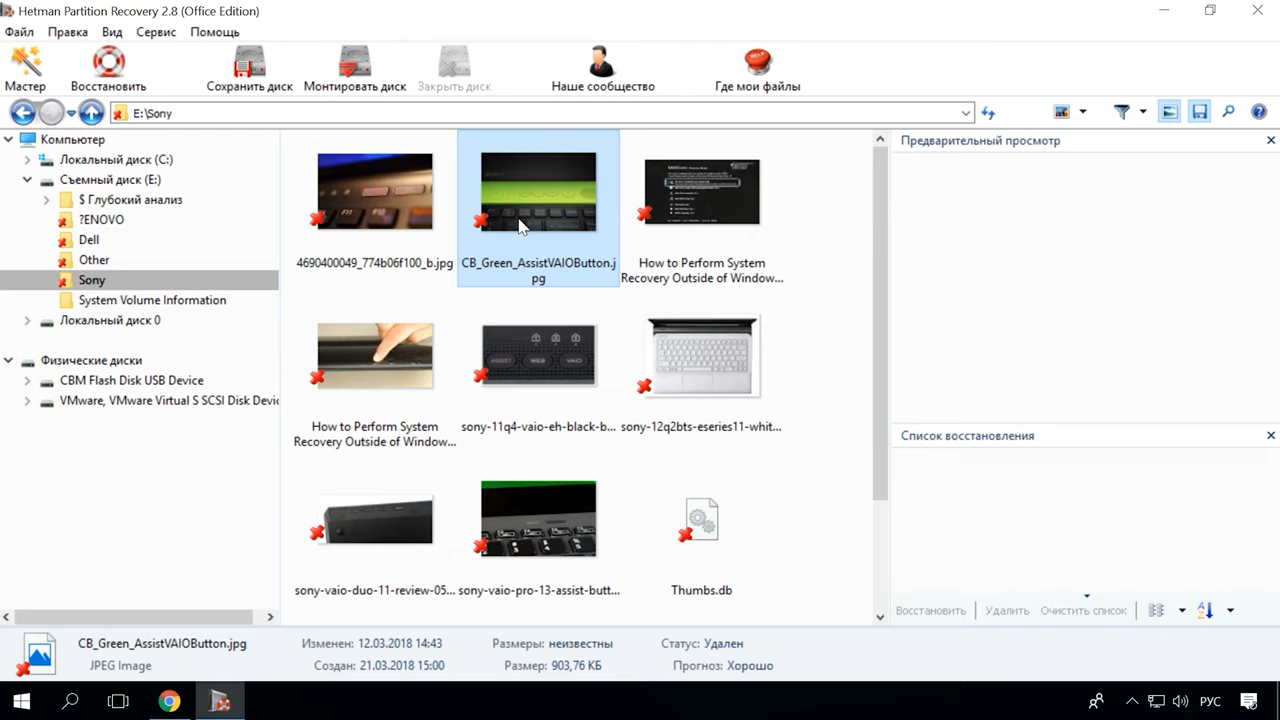 Hetman Partition Recovery 2.8 (Office Edition)
Файл Правка Вид Сервис Помощь
Мастер Восстановить Сохранить диск Монтировать диск Закрыть диск Наше сообщество Где мои файлы
HELP
E:\Sony
Компьютер
Локальный диск (C:)
Съемный диск (E:)
$ Глубокий анализ
?ENOVO
Dell
Other
Sony
System Volume Information
Локальный диск 0
Физические диски
CBM Flash Disk USB Device
VMware, VMware Virtual S SCSI Disk Devic
4690400049_774b06f100_b.jpg
CB_Green_AssistVAIOButton.j
pg
How to Perform System
Recovery Outside of Window...
How to Perform System
Recovery Outside of Window...
ASSIST WEB VAIO
sony-11q4-vaio-eh-black-b...
sony-12q2bts-eseries11-whit...
sony-vaio-duo-11-review-05...
sony-vaio-pro-13-assist-butt...
Thumbs.db
Предварительный просмотр
Список восстановления
Восстановить Удалить Очистить список
CB_Green_AssistVAIOButton.jpg
JPEG Image
Изменен: 12.03.2018 14:43
Создан: 21.03.2018 15:00
Размеры: неизвестны
Размер: 903,76 КБ
Статус: Удален
Прогноз: Хорошо
РУС